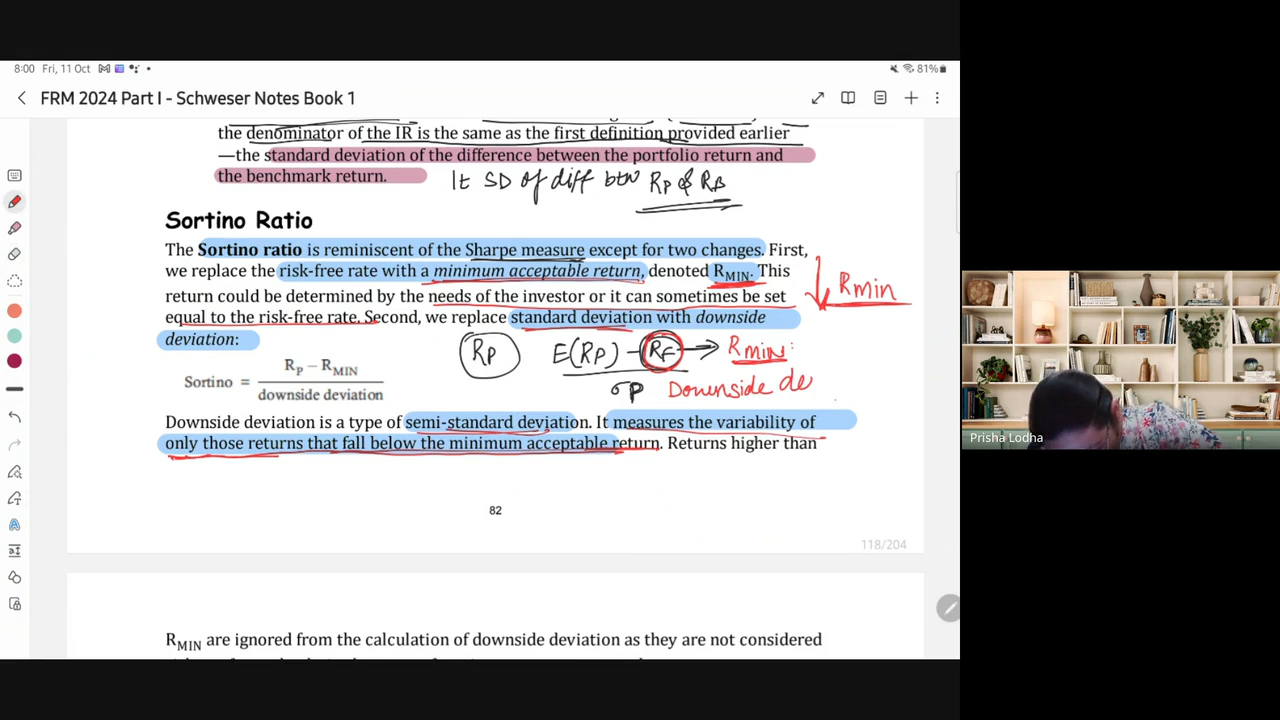 8:00 Fri, 11 Oct
81%
FRM 2024 Part I - Schweser Notes Book 1
the denominator of the IR is the same as the first definition provided earlier
—the standard deviation of the difference between the portfolio return and
the benchmark return.
It SD of diff btw RP & RB
Sortino Ratio
The Sortino ratio is reminiscent of the Sharpe measure except for two changes. First,
we replace the risk-free rate with a minimum acceptable return, denoted RMIN. This
Rmin
return could be determined by the needs of the investor or it can sometimes be set
equal to the risk-free rate. Second, we replace standard deviation with downside
deviation:
RP E(RP) - RF → Rmin:
σp Downside de
Sortino = RP − RMIN
downside deviation
Downside deviation is a type of semi-standard deviation. It measures the variability of
only those returns that fall below the minimum acceptable return. Returns higher than
82
118/204
RMIN are ignored from the calculation of downside deviation as they are not considered
Prisha Lodha